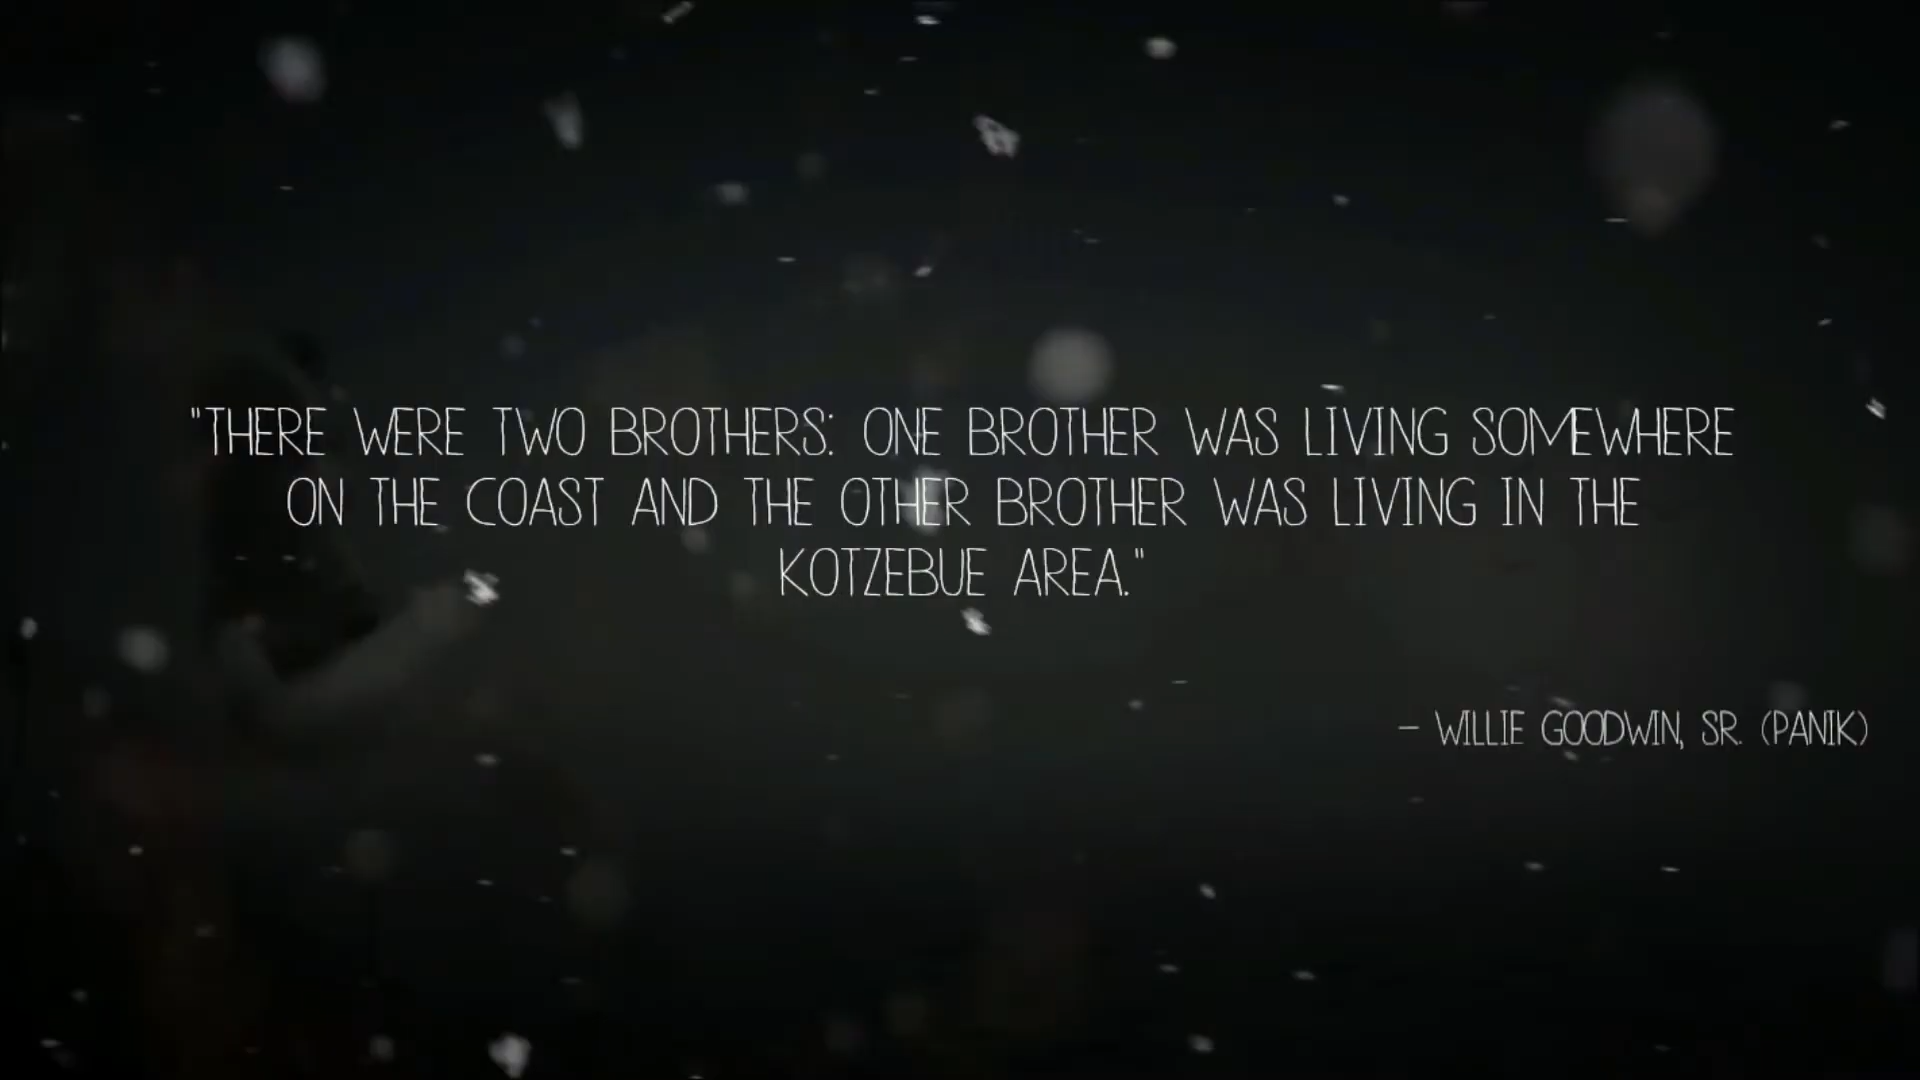 "THERE WERE TWO BROTHERS: ONE BROTHER WAS LIVING SOMEWHERE
ON THE COAST AND THE OTHER BROTHER WAS LIVING IN THE
KOTZEBUE AREA."
– WILLIE GOODWIN, SR. (PANIK)